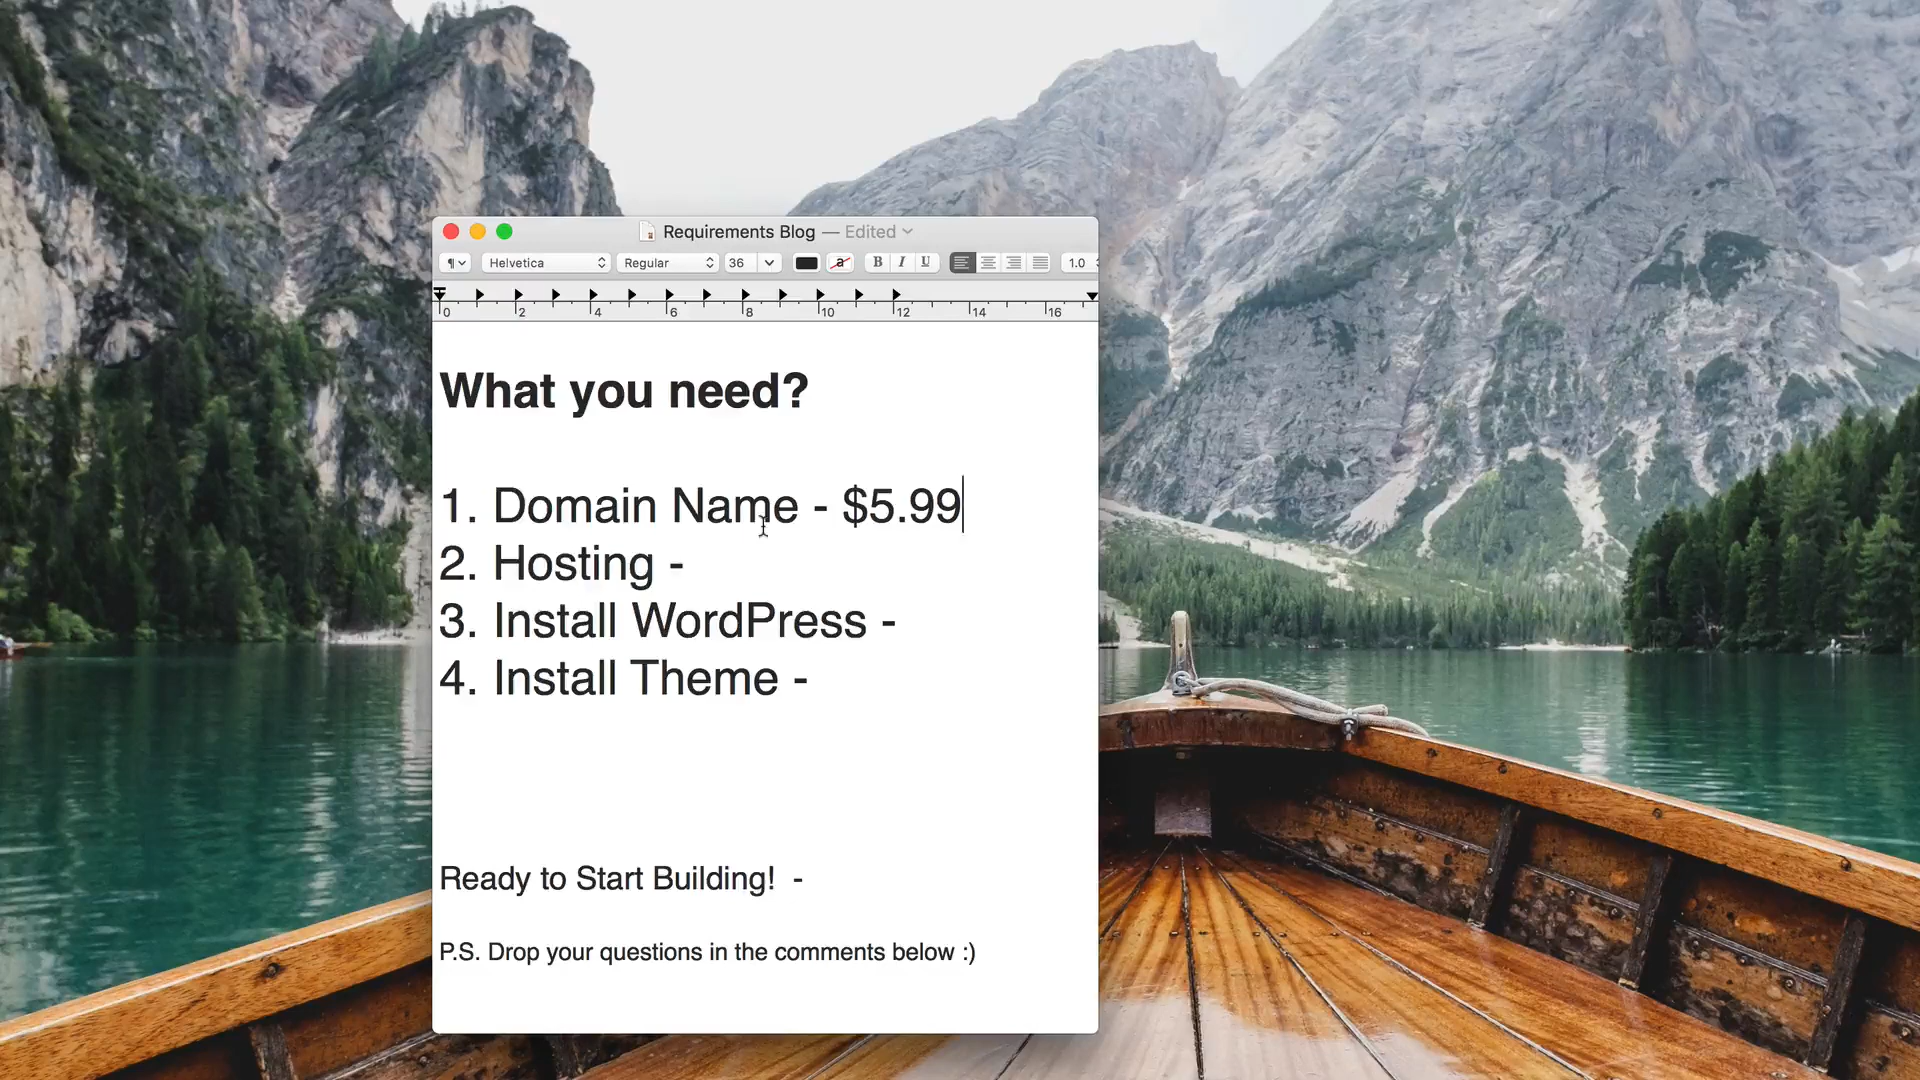 Requirements Blog — Edited
¶ Helvetica Regular 36 a B I U 1.0
0 2 4 6 8 10 12 14 16
What you need?
1. Domain Name - $5.99
2. Hosting -
3. Install WordPress -
4. Install Theme -
Ready to Start Building! -
P.S. Drop your questions in the comments below :)